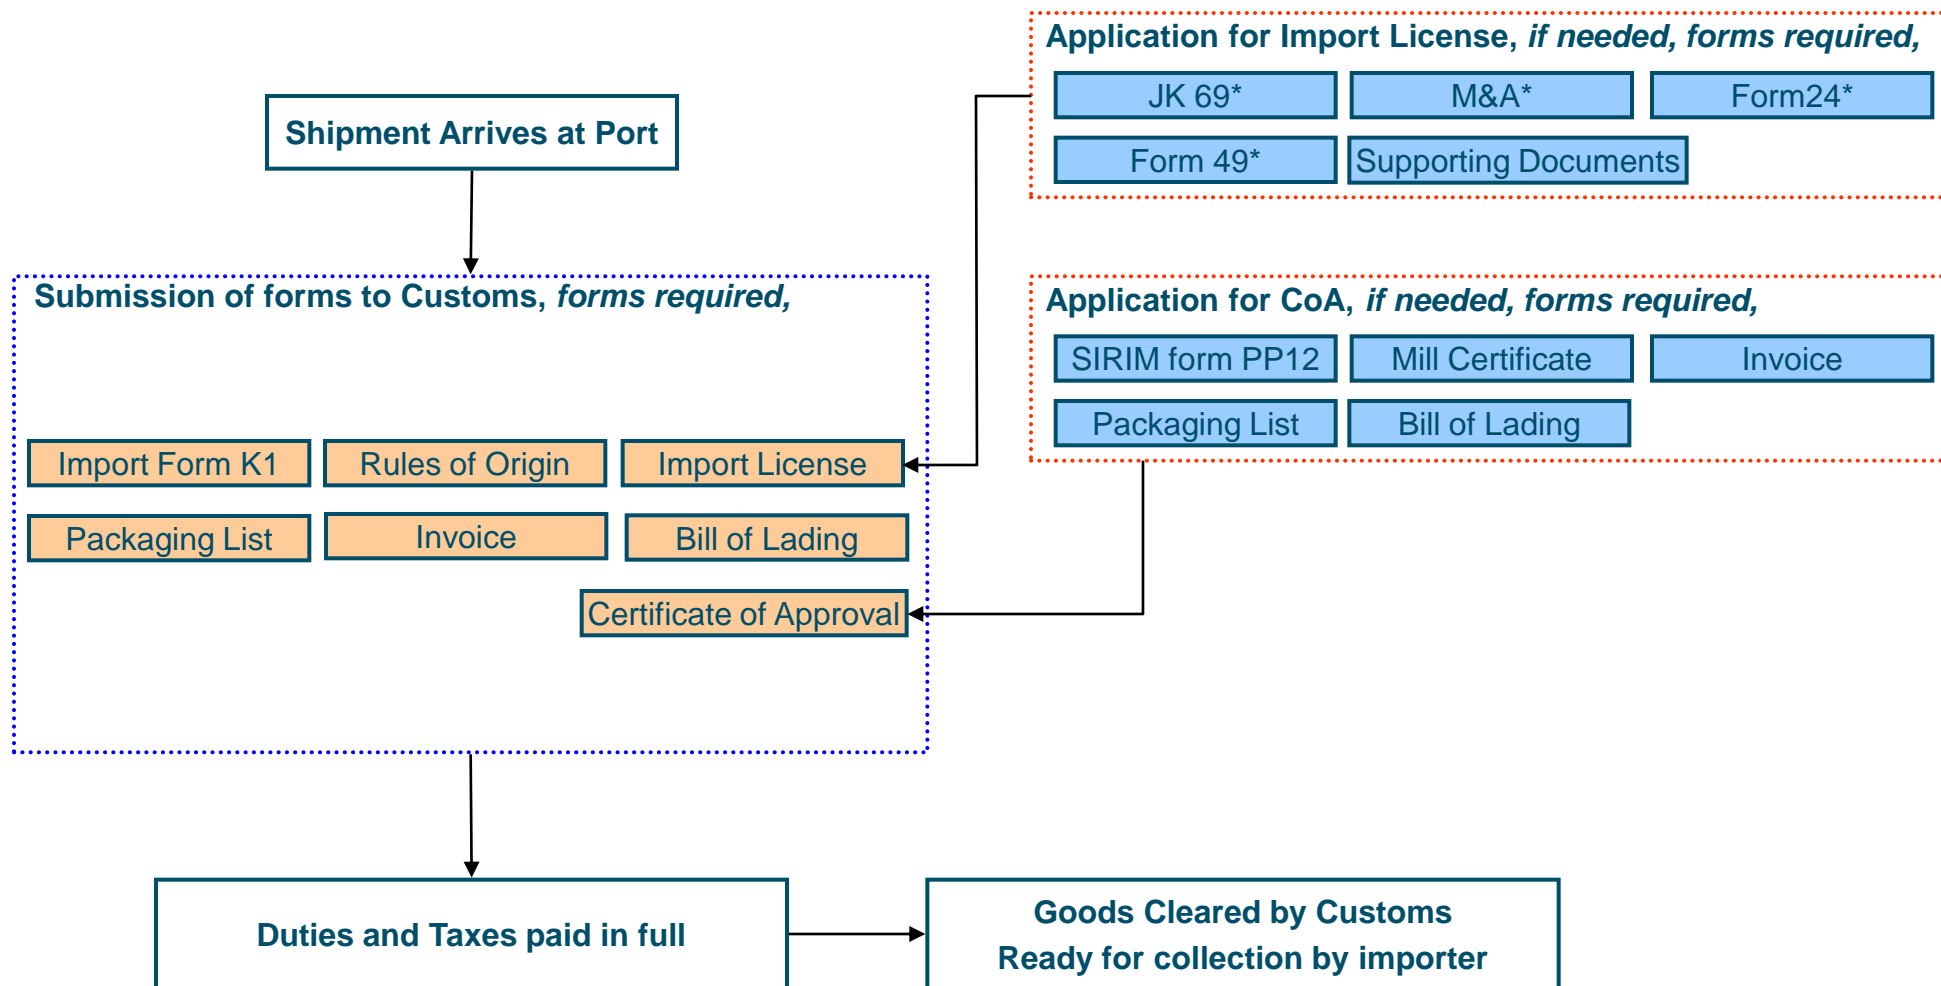 Shipment Arrives at Port
Application for Import License, if needed, forms required,
JK 69*
M&A*
Form24*
Form 49*
Supporting Documents
Submission of forms to Customs, forms required,
Import Form K1
Rules of Origin
Import License
Packaging List
Invoice
Bill of Lading
Certificate of Approval
Application for CoA, if needed, forms required,
SIRIM form PP12
Mill Certificate
Invoice
Packaging List
Bill of Lading
Duties and Taxes paid in full
Goods Cleared by Customs
Ready for collection by importer